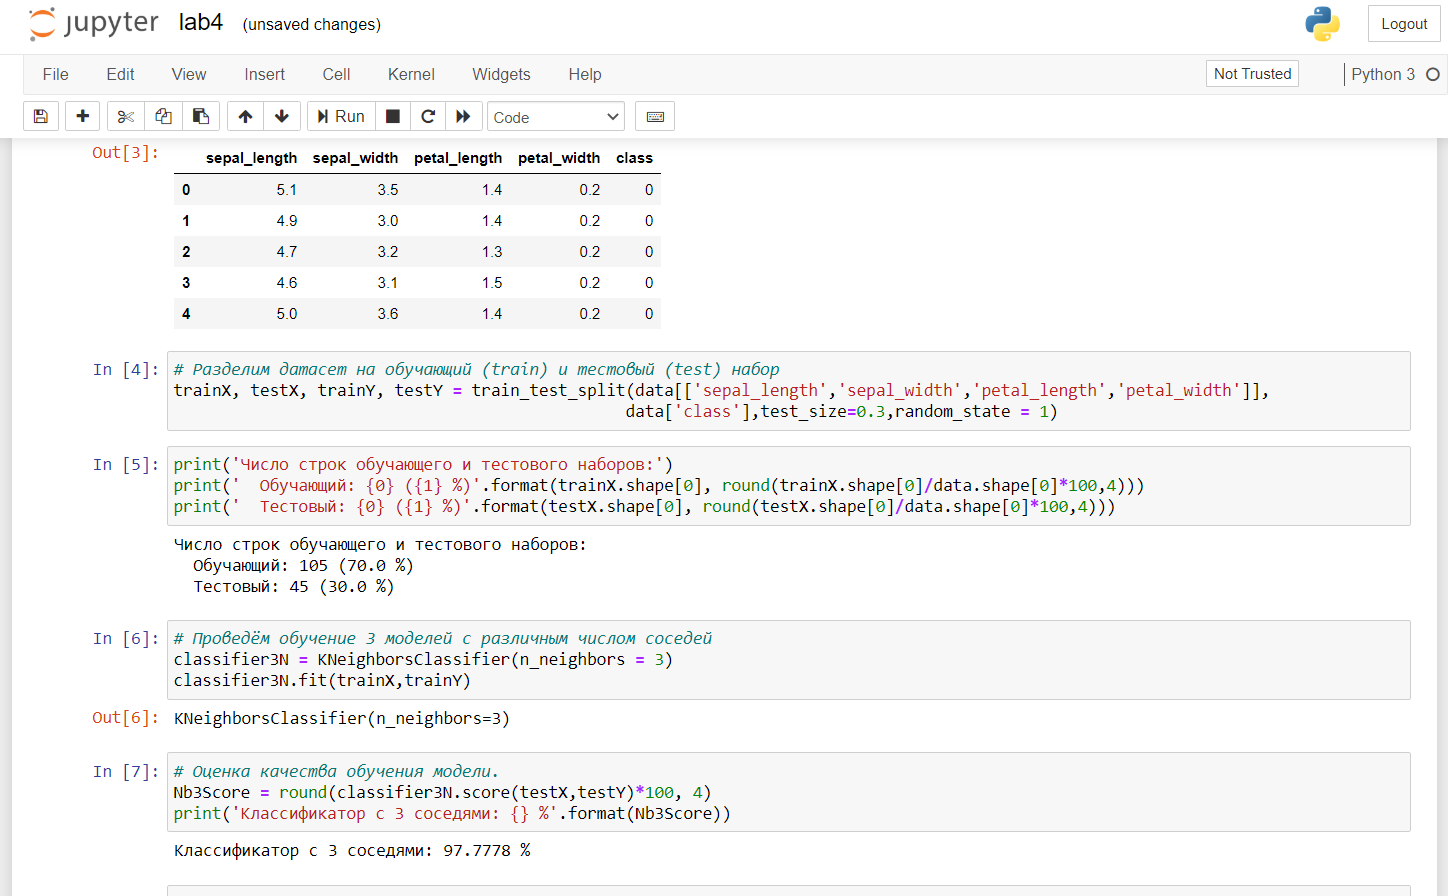 jupyter lab4 (unsaved changes) Logout
File Edit View Insert Cell Kernel Widgets Help Not Trusted Python 3
Run Code
Out[3]:
sepal_length sepal_width petal_length petal_width class
0 5.1 3.5 1.4 0.2 0
1 4.9 3.0 1.4 0.2 0
2 4.7 3.2 1.3 0.2 0
3 4.6 3.1 1.5 0.2 0
4 5.0 3.6 1.4 0.2 0
In [4]: # Разделим датасет на обучающий (train) и тестовый (test) набор
trainX, testX, trainY, testY = train_test_split(data[['sepal_length','sepal_width','petal_length','petal_width']],
data['class'],test_size=0.3,random_state = 1)
In [5]: print('Число строк обучающего и тестового наборов:')
print('  Обучающий: {0} ({1} %)'.format(trainX.shape[0], round(trainX.shape[0]/data.shape[0]*100,4)))
print('  Тестовый: {0} ({1} %)'.format(testX.shape[0], round(testX.shape[0]/data.shape[0]*100,4)))
Число строк обучающего и тестового наборов:
Обучающий: 105 (70.0 %)
Тестовый: 45 (30.0 %)
In [6]: # Проведём обучение 3 моделей с различным числом соседей
classifier3N = KNeighborsClassifier(n_neighbors = 3)
classifier3N.fit(trainX,trainY)
Out[6]: KNeighborsClassifier(n_neighbors=3)
In [7]: # Оценка качества обучения модели.
Nb3Score = round(classifier3N.score(testX,testY)*100, 4)
print('Классификатор с 3 соседями: {} %'.format(Nb3Score))
Классификатор с 3 соседями: 97.7778 %